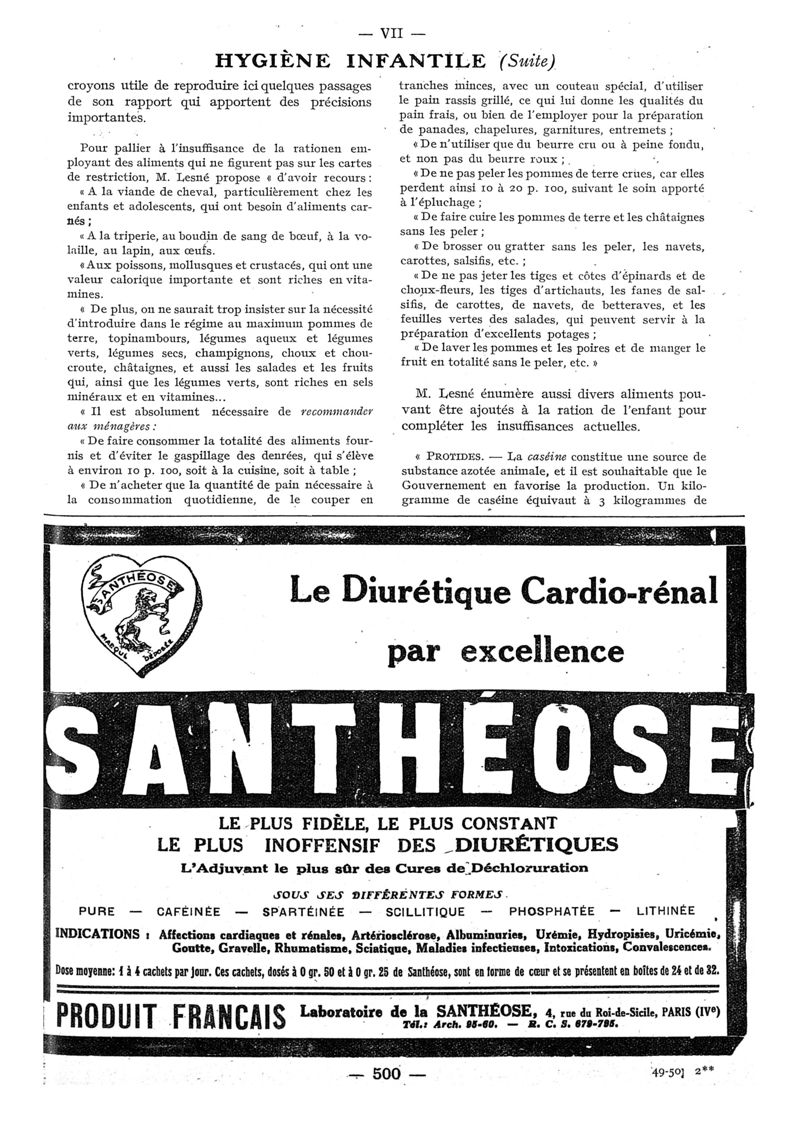 — VII —
HYGIÈNE INFANTILE (Suite)
croyons utile de reproduire ici quelques passages
de son rapport qui apportent des précisions
importantes.
Pour pallier à l'insuffisance de la rationen em-
ployant des aliments qui ne figurent pas sur les cartes
de restriction, M. Lesné propose « d'avoir recours :
« A la viande de cheval, particulièrement chez les
enfants et adolescents, qui ont besoin d'aliments car-
nés ;
« A la triperie, au boudin de sang de bœuf, à la vo-
laille, au lapin, aux œufs.
« Aux poissons, mollusques et crustacés, qui ont une
valeur calorique importante et sont riches en vita-
mines.
« De plus, on ne saurait trop insister sur la nécessité
d'introduire dans le régime au maximum pommes de
terre, topinambours, légumes aqueux et légumes
verts, légumes secs, champignons, choux et chou-
croute, châtaignes, et aussi les salades et les fruits
qui, ainsi que les légumes verts, sont riches en sels
minéraux et en vitamines...
« Il est absolument nécessaire de recommander
aux ménagères :
« De faire consommer la totalité des aliments four-
nis et d'éviter le gaspillage des denrées, qui s'élève
à environ 10 p. 100, soit à la cuisine, soit à table ;
« De n'acheter que la quantité de pain nécessaire à
la consommation quotidienne, de le couper en
tranches minces, avec un couteau spécial, d'utiliser
le pain rassis grillé, ce qui lui donne les qualités du
pain frais, ou bien de l'employer pour la préparation
de panades, chapelures, garnitures, entremets ;
« De n'utiliser que du beurre cru ou à peine fondu,
et non pas du beurre roux ;
« De ne pas peler les pommes de terre crues, car elles
perdent ainsi 10 à 20 p. 100, suivant le soin apporté
à l'épluchage ;
« De faire cuire les pommes de terre et les châtaignes
sans les peler ;
« De brosser ou gratter sans les peler, les navets,
carottes, salsifis, etc. ;
« De ne pas jeter les tiges et côtes d'épinards et de
choux-fleurs, les tiges d'artichauts, les fanes de sal-
sifis, de carottes, de navets, de betteraves, et les
feuilles vertes des salades, qui peuvent servir à la
préparation d'excellents potages ;
« De laver les pommes et les poires et de manger le
fruit en totalité sans le peler, etc. »
M. Lesné énumère aussi divers aliments pou-
vant être ajoutés à la ration de l'enfant pour
compléter les insuffisances actuelles.
« PROTIDES. — La caséine constitue une source de
substance azotée animale, et il est souhaitable que le
Gouvernement en favorise la production. Un kilo-
gramme de caséine équivaut à 3 kilogrammes de
SANTHÉOSE
MARQUE DÉPOSÉE
Le Diurétique Cardio-rénal
par excellence
SANTHÉOSE
LE PLUS FIDÈLE, LE PLUS CONSTANT
LE PLUS INOFFENSIF DES DIURÉTIQUES
L'Adjuvant le plus sûr des Cures de Déchloruration
SOUS SES DIFFÉRENTES FORMES
PURE — CAFÉINÉE — SPARTÉINÉE — SCILLITIQUE — PHOSPHATÉE — LITHINÉE
INDICATIONS : Affections cardiaques et rénales, Artériosclérose, Albuminuries, Urémie, Hydropisies, Uricémie,
Goutte, Gravelle, Rhumatisme, Sciatique, Maladies infectieuses, Intoxications, Convalescences.
Dose moyenne : 1 à 4 cachets par jour. Ces cachets, dosés à 0 gr. 50 et à 0 gr. 25 de Santhéose, sont en forme de cœur et se présentent en boîtes de 24 et de 32.
PRODUIT FRANCAIS
Laboratoire de la SANTHÉOSE, 4, rue du Roi-de-Sicile, PARIS (IVe)
Tél.: Arch. 95-60. — R. C. S. 679-795.
— 500 —
49-50 2**